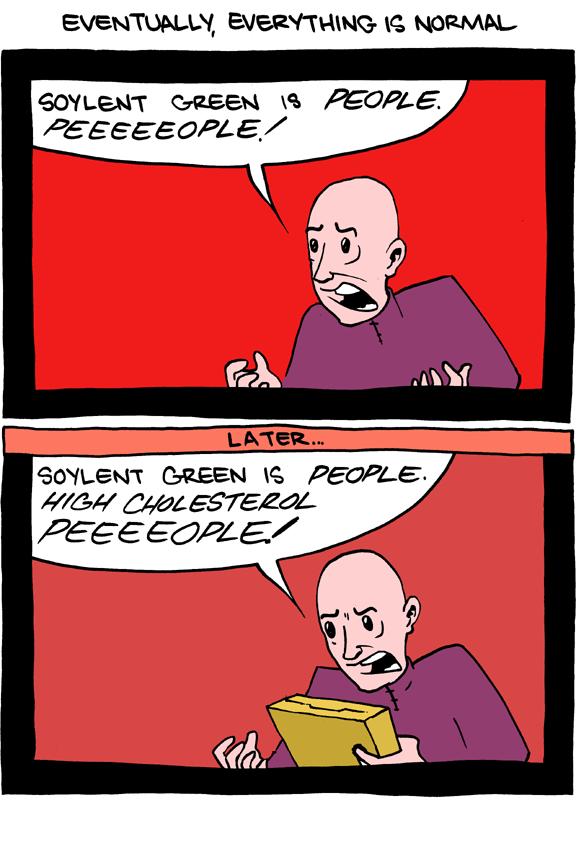 EVENTUALLY, EVERYTHING IS NORMAL
SOYLENT GREEN IS PEOPLE.
PEEEEEOPLE!
LATER...
SOYLENT GREEN IS PEOPLE.
HIGH CHOLESTEROL
PEEEEOPLE!